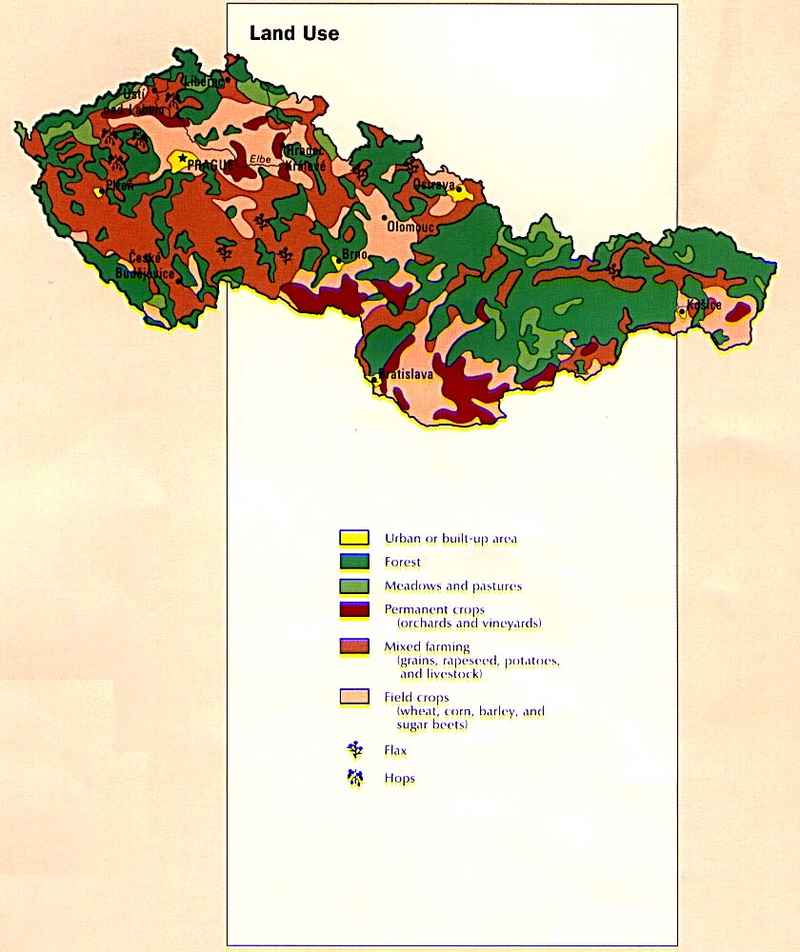 Land Use
Liberec
Ústí
nad Labem
PRAGUE
Elbe
Hradec
Králové
Plzeň
Ostrava
Olomouc
České
Budějovice
Brno
Košice
Bratislava
Urban or built-up area
Forest
Meadows and pastures
Permanent crops
(orchards and vineyards)
Mixed farming
(grains, rapeseed, potatoes,
and livestock)
Field crops
(wheat, corn, barley, and
sugar beets)
Flax
Hops